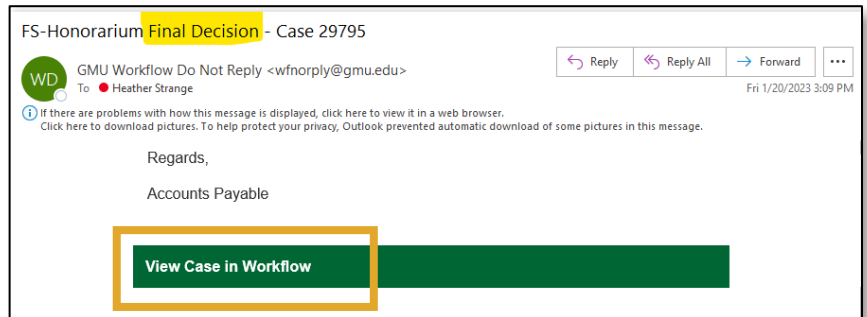 FS-Honorarium Final Decision - Case 29795
WD
GMU Workflow Do Not Reply <wfnorply@gmu.edu>
To Heather Strange
Reply
Reply All
Forward
Fri 1/20/2023 3:09 PM
If there are problems with how this message is displayed, click here to view it in a web browser.
Click here to download pictures. To help protect your privacy, Outlook prevented automatic download of some pictures in this message.
Regards,
Accounts Payable
View Case in Workflow